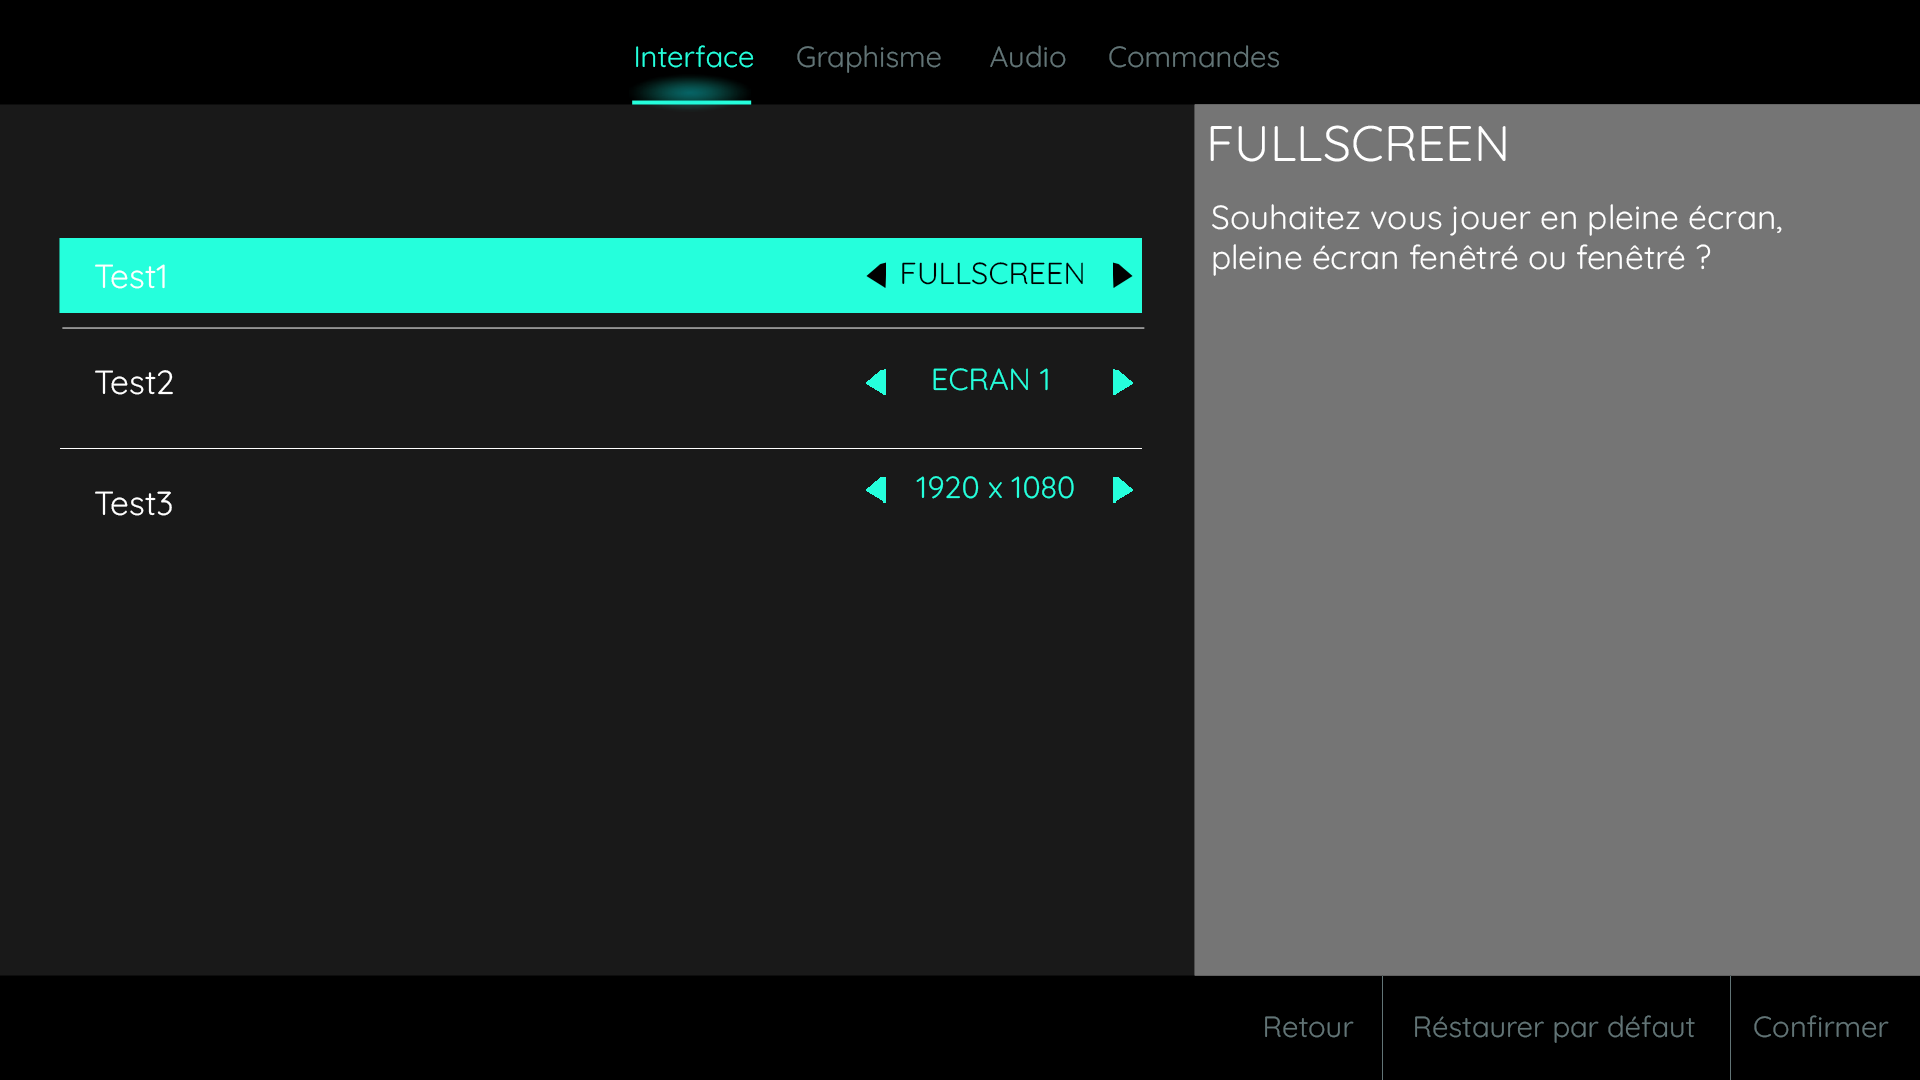 Interface Graphisme Audio Commandes
FULLSCREEN
Souhaitez vous jouer en pleine écran,
pleine écran fenêtré ou fenêtré ?
Test1 FULLSCREEN
Test2 ECRAN 1
Test3 1920 x 1080
Retour Réstaurer par défaut Confirmer